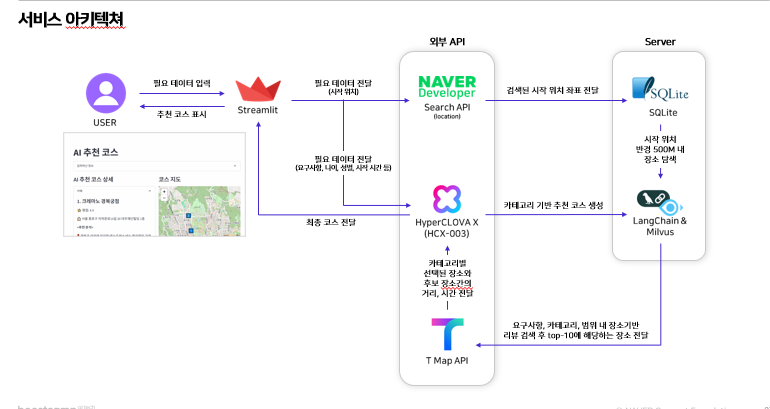 서비스 아키텍쳐
외부 API
Server
필요 데이터 입력
추천 코스 표시
USER
Streamlit
필요 데이터 전달
(시작 위치)
NAVER
Developer
Search API
(location)
검색된 시작 위치 좌표 전달
SQLite
SQLite
시작 위치
반경 500M 내
장소 탐색
AI 추천 코스
AI 추천 코스 상세
코스 지도
1. 크레마노 경복궁점
필요 데이터 전달
(요구사항, 나이, 성별, 시작 시간 등)
최종 코스 전달
HyperCLOVA X
(HCX-003)
카테고리 기반 추천 코스 생성
LangChain &
Milvus
카테고리별
선택된 장소와
후보 장소간의
거리, 시간 전달
T Map API
요구사항, 카테고리, 범위 내 장소기반
리뷰 검색 후 top-10에 해당하는 장소 전달